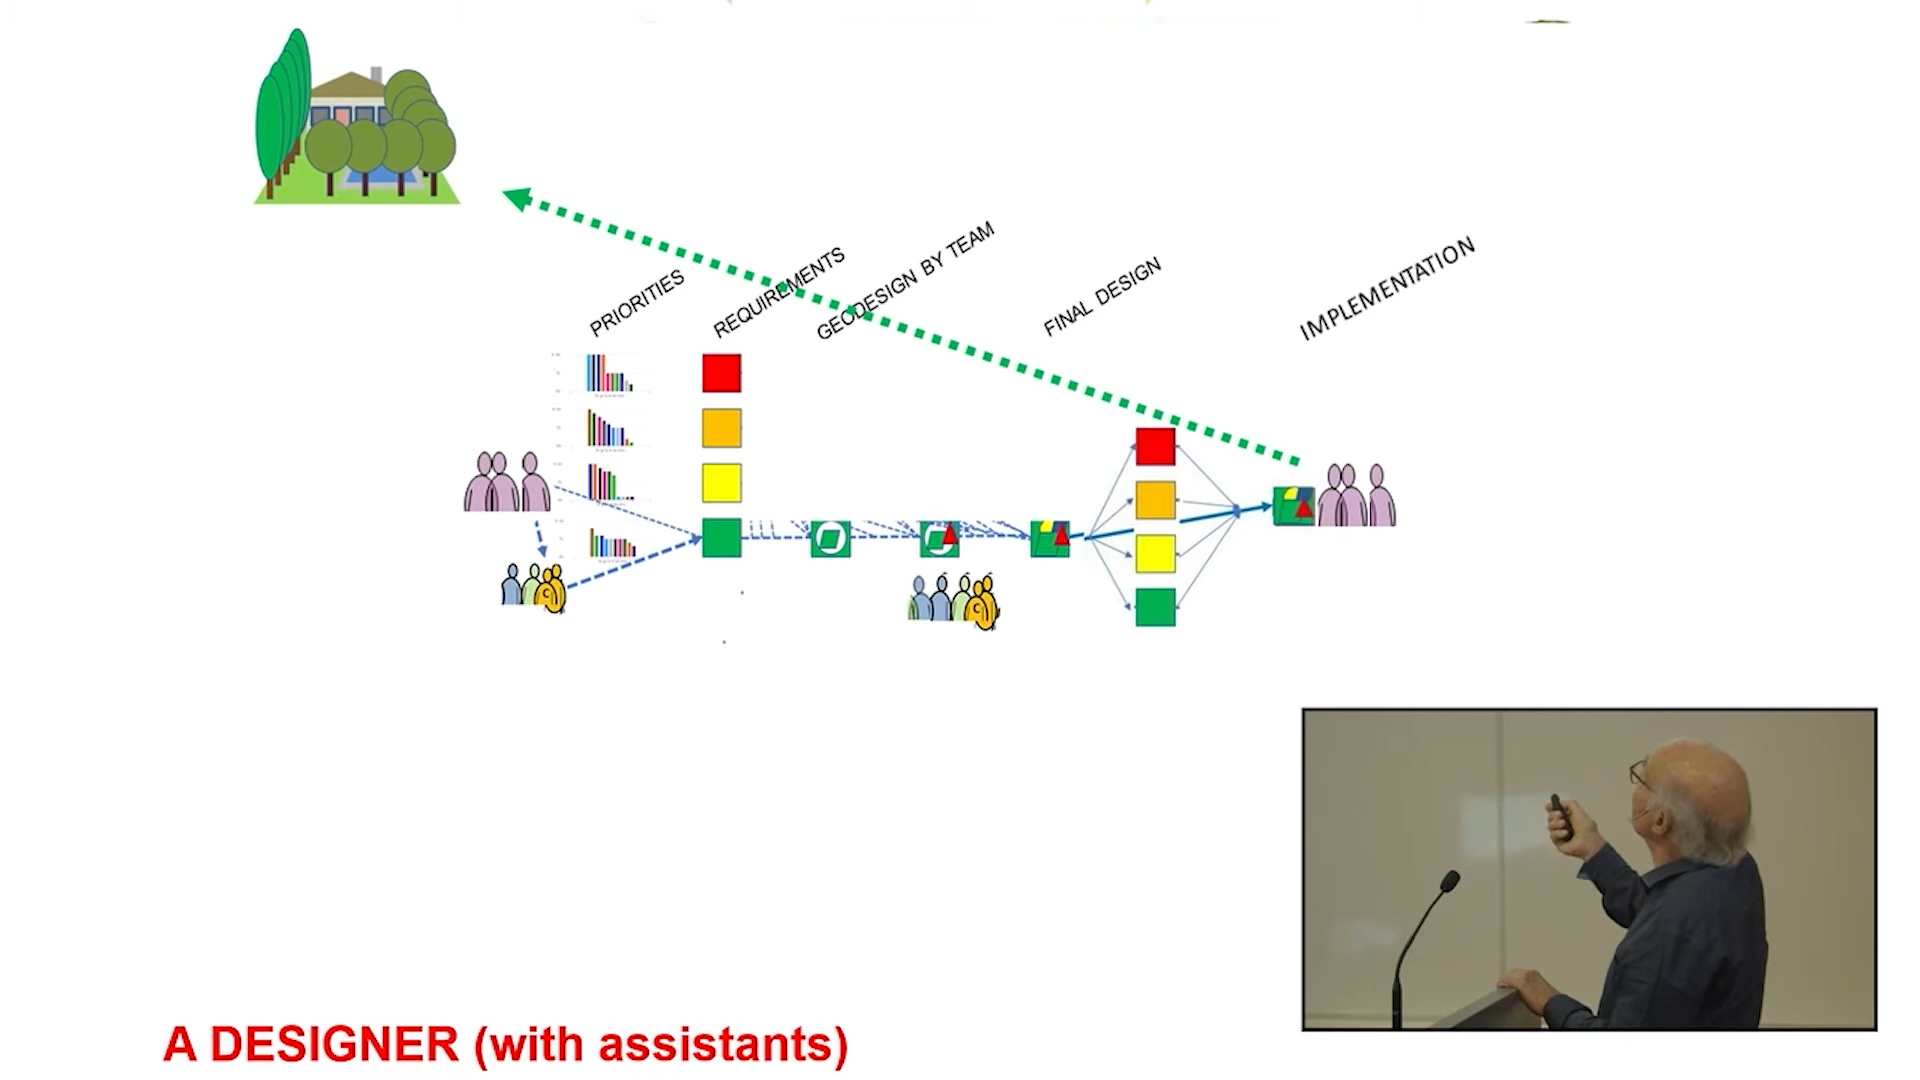 PRIORITIES
REQUIREMENTS
GEODESIGN BY TEAM
FINAL DESIGN
IMPLEMENTATION
C
C
A DESIGNER (with assistants)